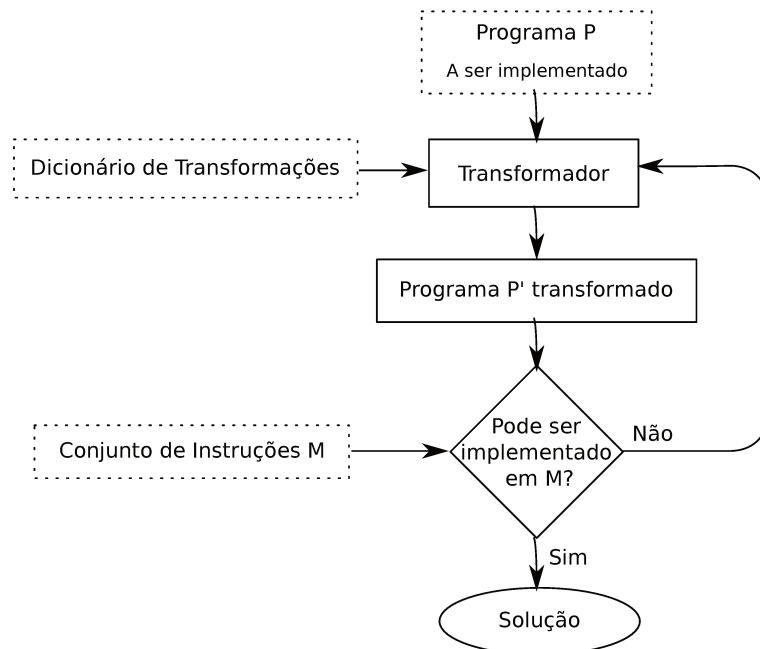 Programa P
A ser implementado
Dicionário de Transformações
Transformador
Programa P' transformado
Pode ser
implementado
em M?
Não
Conjunto de Instruções M
Sim
Solução